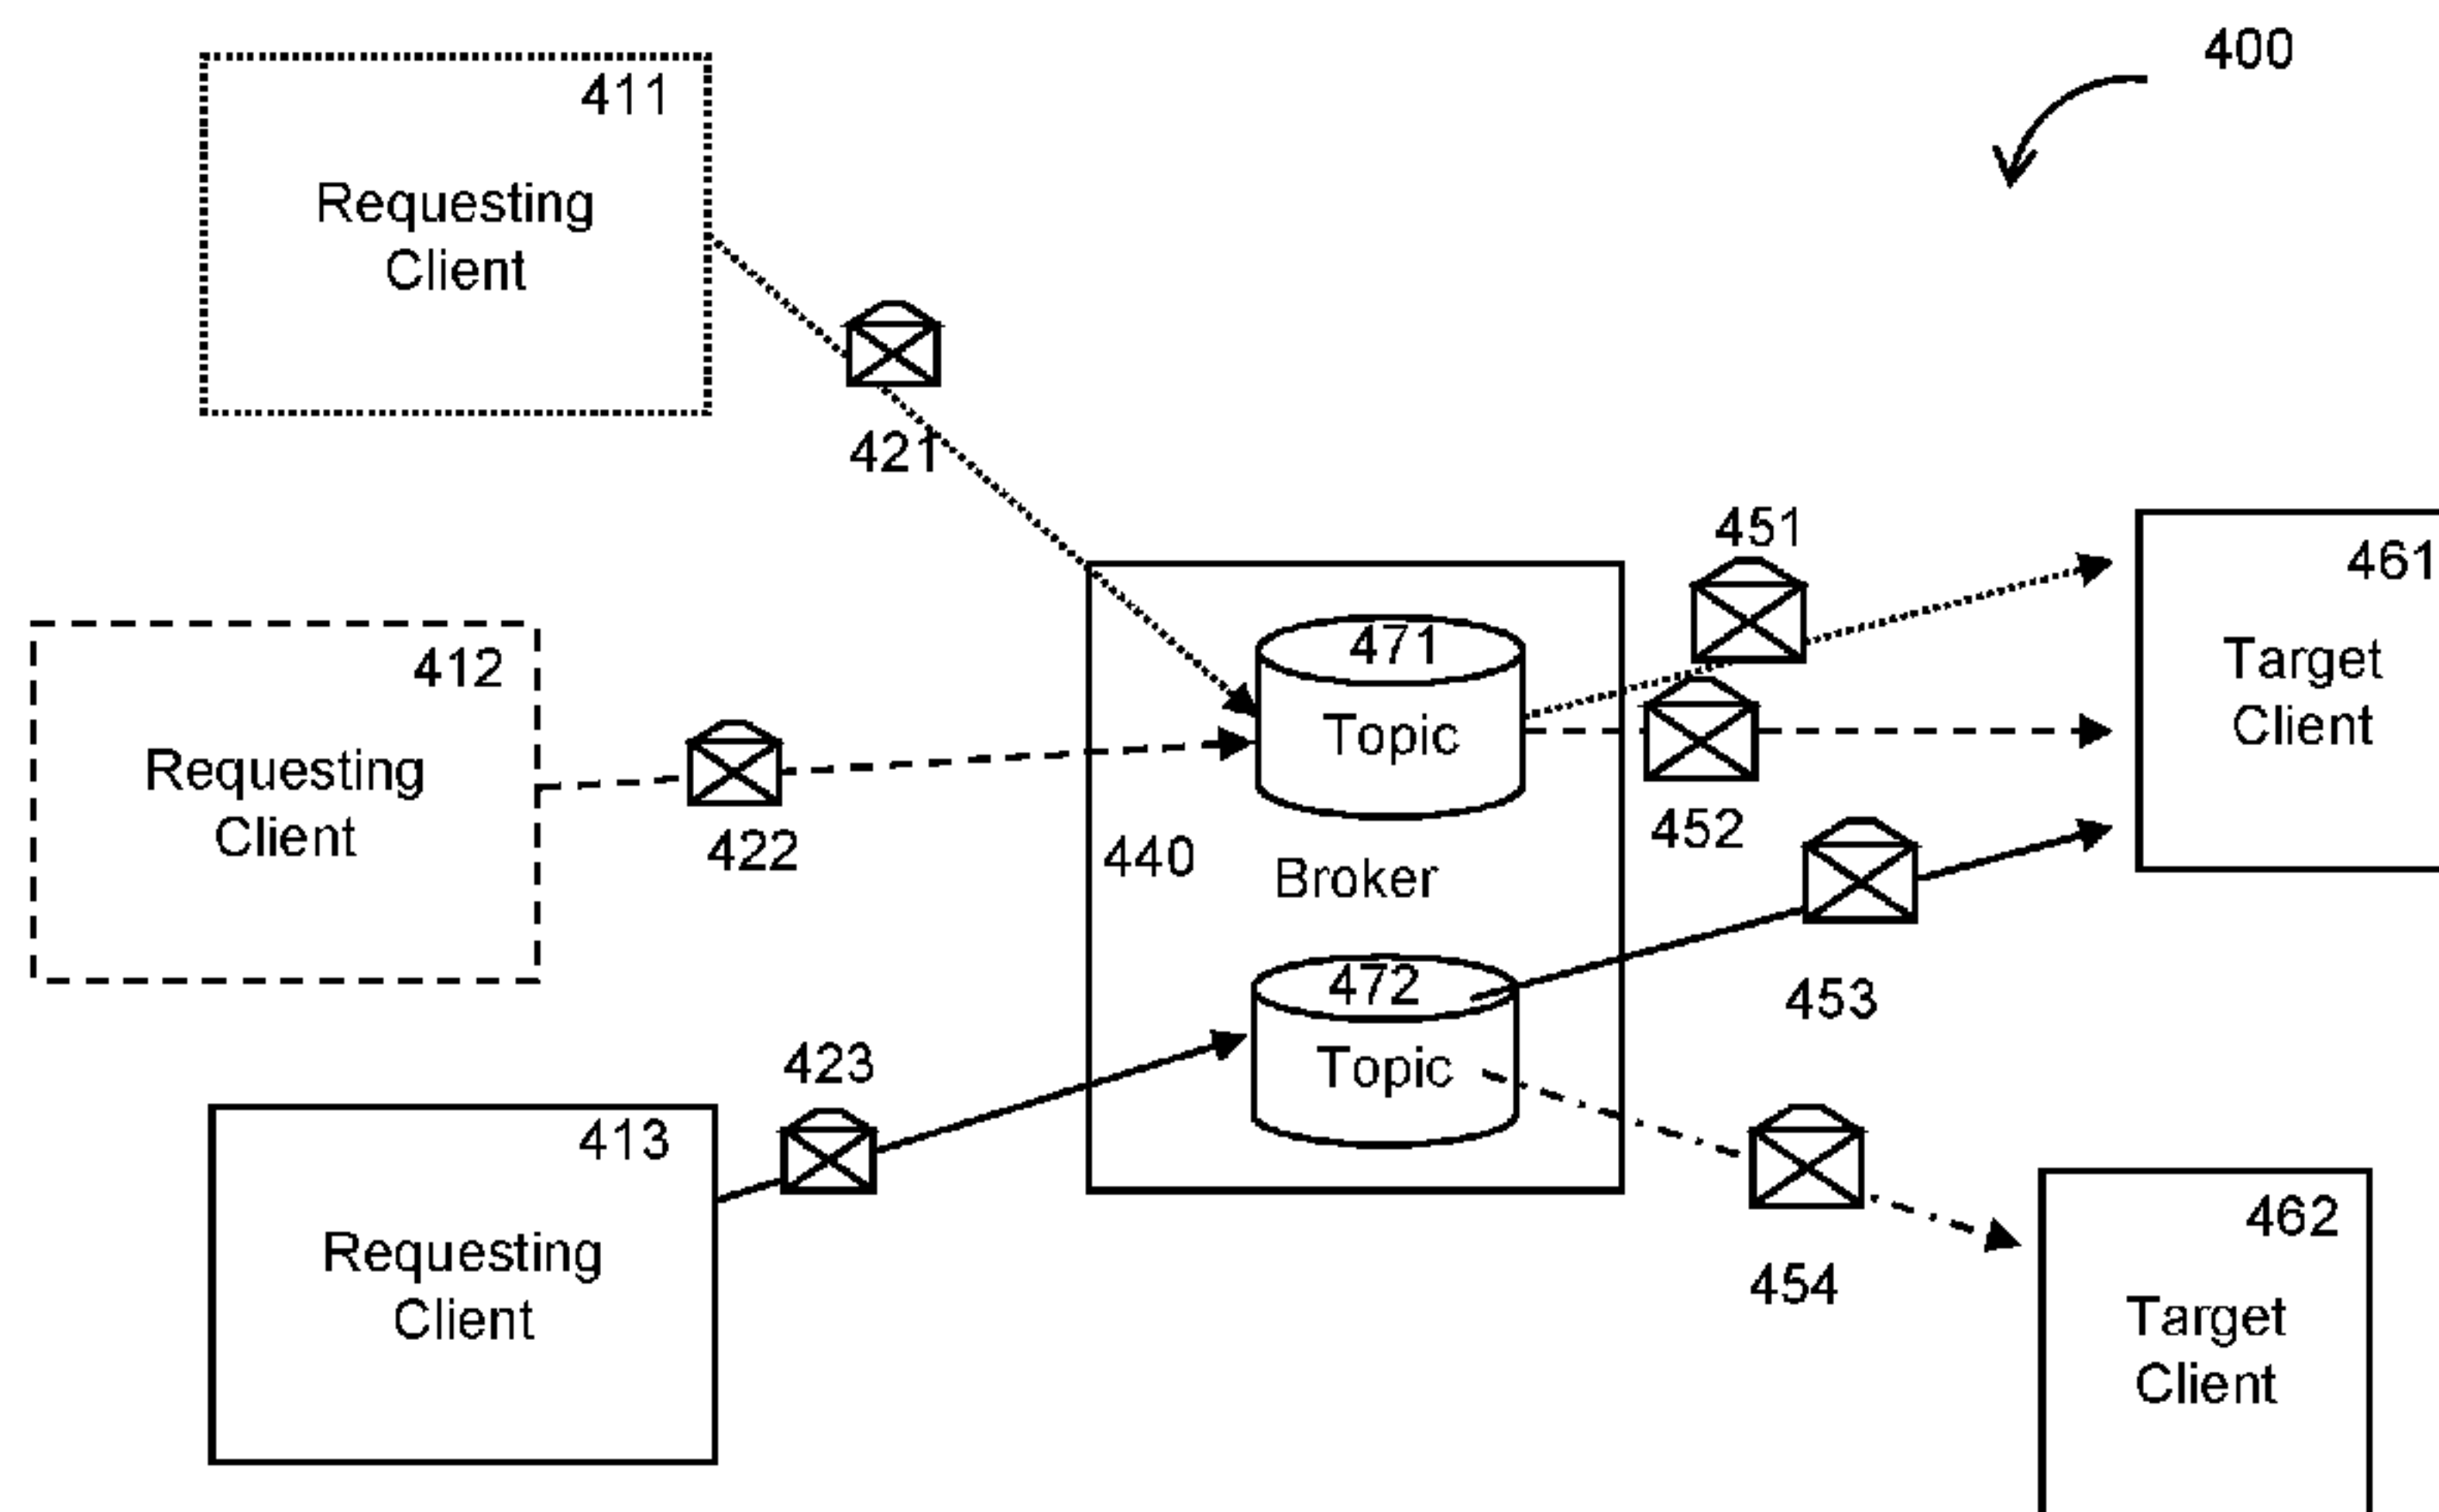 400
411
Requesting
Client
421
451
461
Target
Client
412
Requesting
Client
422
471
Topic
452
440
Broker
453
472
Topic
423
413
Requesting
Client
454
462
Target
Client